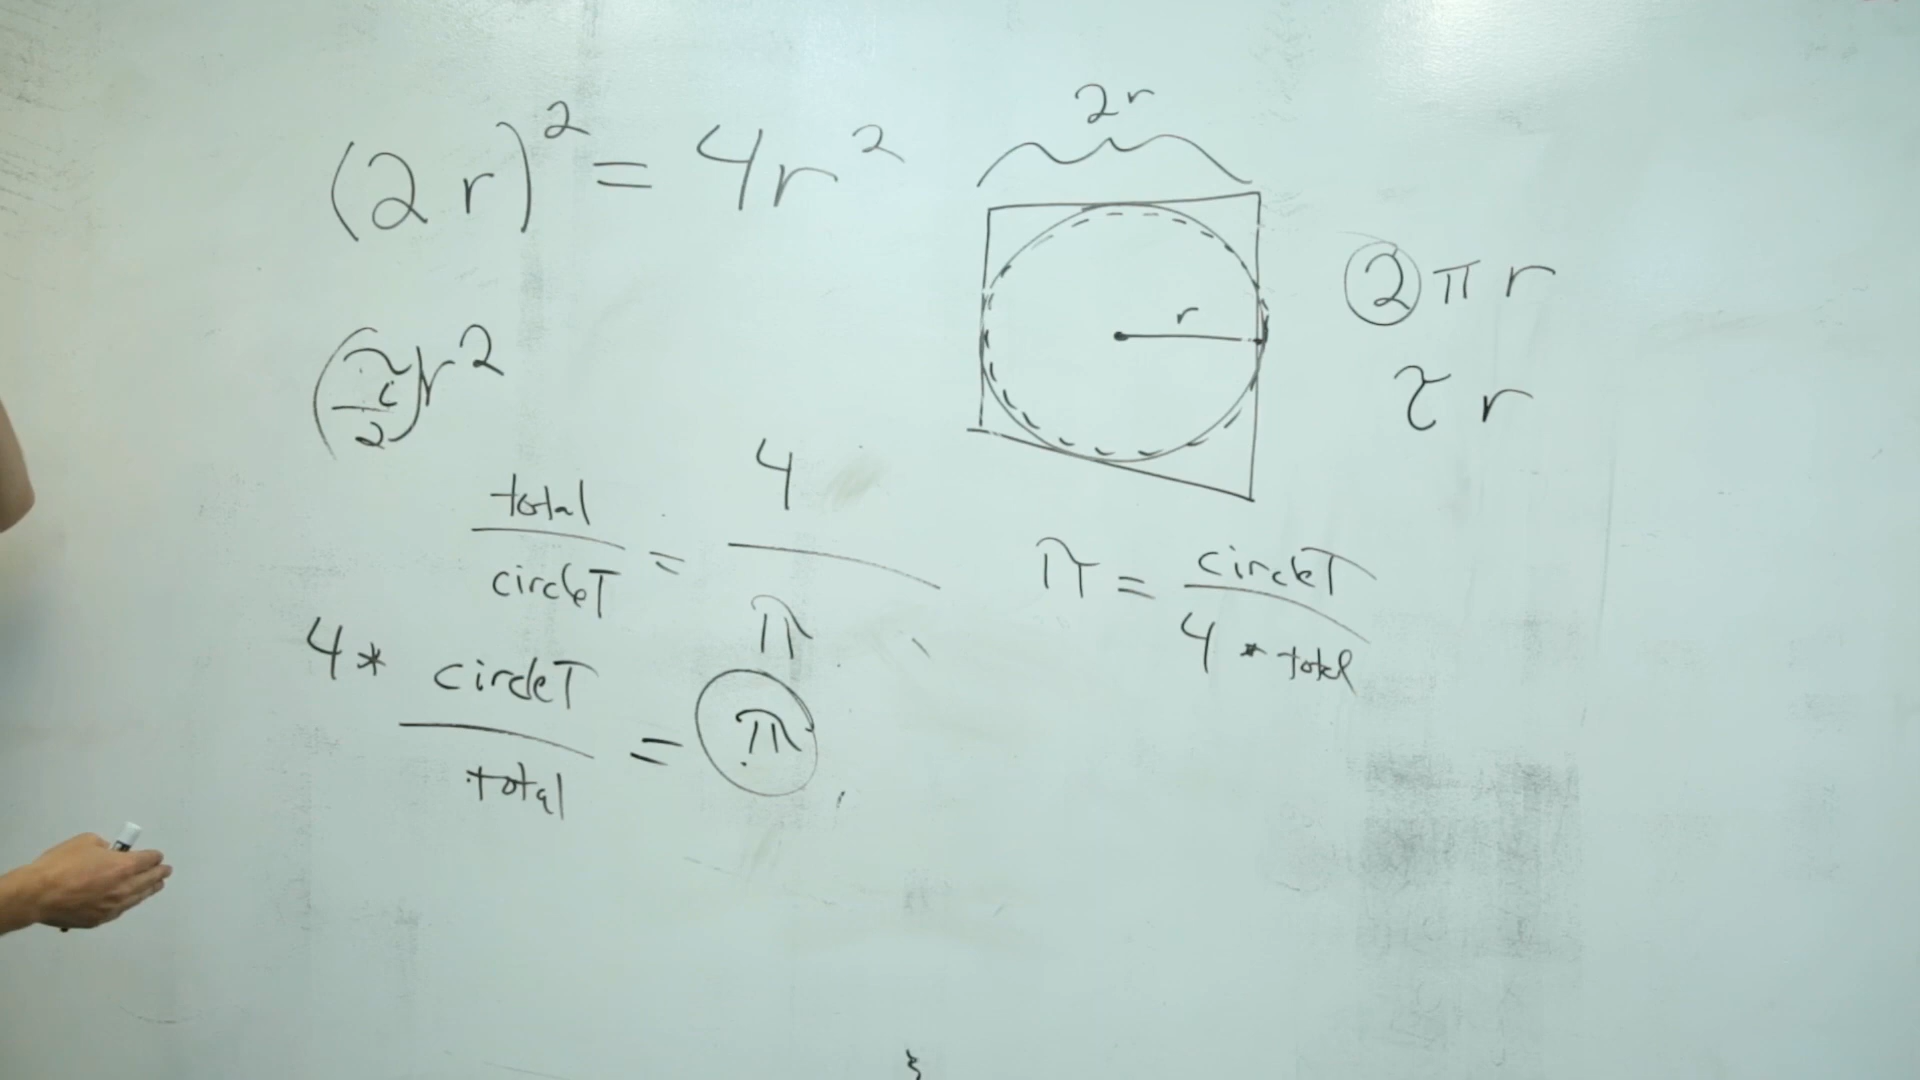 (2r)² = 4r²
2r
r
2πr
τr
(τ/2)r²
total/circleT = 4/π
π = circleT/4 * total
4 * circleT/total = π